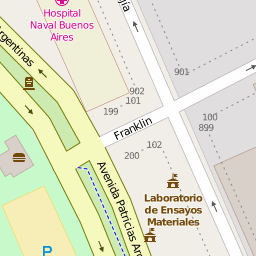 Hospital
Naval Buenos
Aires
gentinas
901
902
101
199
100
899
Franklin
102
200
Avenida Patricias Ar
Laboratorio
de Ensayos
Materiales
P